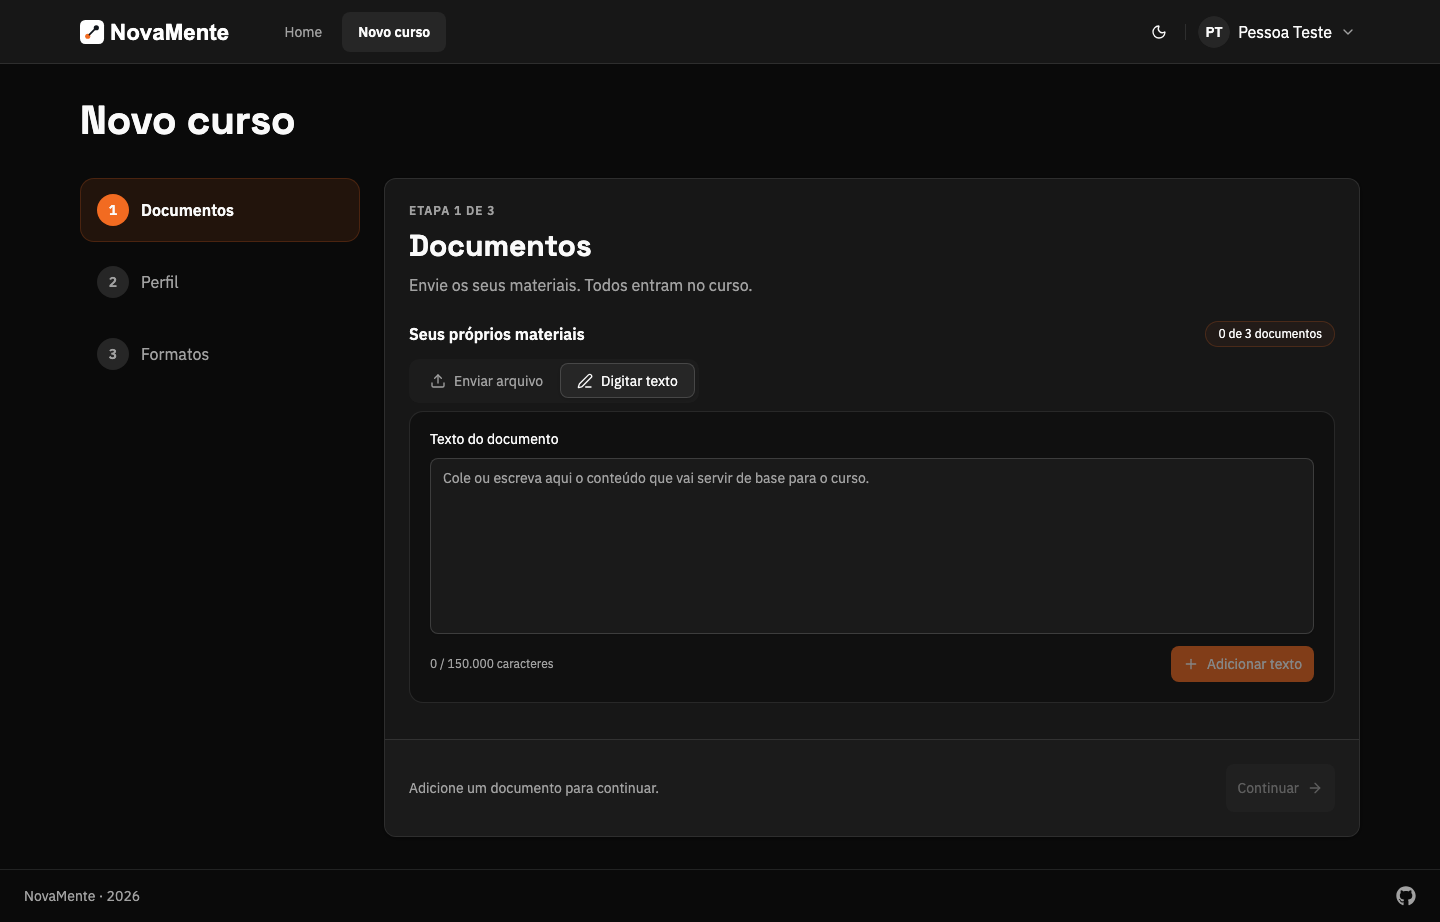 NovaMente
Home
Novo curso
PT
Pessoa Teste
Novo curso
1
Documentos
2
Perfil
3
Formatos
ETAPA 1 DE 3
Documentos
Envie os seus materiais. Todos entram no curso.
Seus próprios materiais
0 de 3 documentos
Enviar arquivo
Digitar texto
Texto do documento
Cole ou escreva aqui o conteúdo que vai servir de base para o curso.
0 / 150.000 caracteres
Adicionar texto
Adicione um documento para continuar.
Continuar
NovaMente · 2026